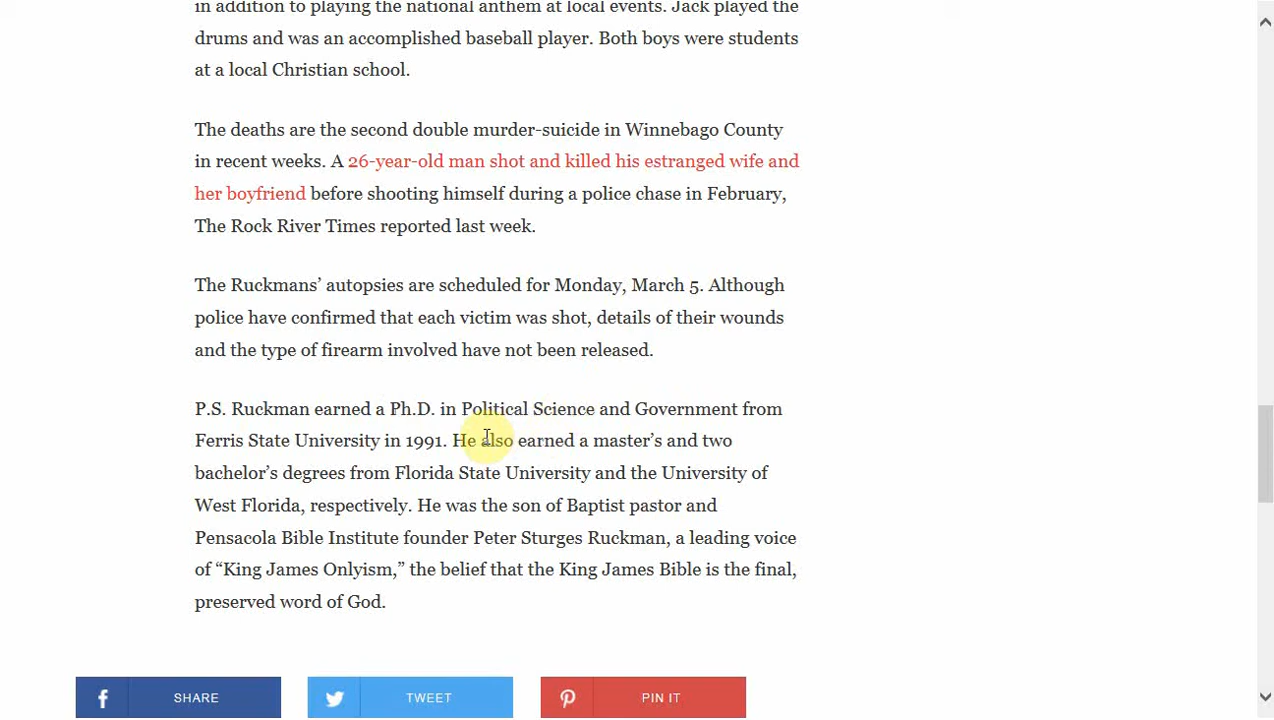 in addition to playing the national anthem at local events. Jack played the
drums and was an accomplished baseball player. Both boys were students
at a local Christian school.
The deaths are the second double murder-suicide in Winnebago County
in recent weeks. A 26-year-old man shot and killed his estranged wife and
her boyfriend before shooting himself during a police chase in February,
The Rock River Times reported last week.
The Ruckmans’ autopsies are scheduled for Monday, March 5. Although
police have confirmed that each victim was shot, details of their wounds
and the type of firearm involved have not been released.
P.S. Ruckman earned a Ph.D. in Political Science and Government from
Ferris State University in 1991. He also earned a master’s and two
bachelor’s degrees from Florida State University and the University of
West Florida, respectively. He was the son of Baptist pastor and
Pensacola Bible Institute founder Peter Sturges Ruckman, a leading voice
of “King James Onlyism,” the belief that the King James Bible is the final,
preserved word of God.
SHARE
TWEET
PIN IT